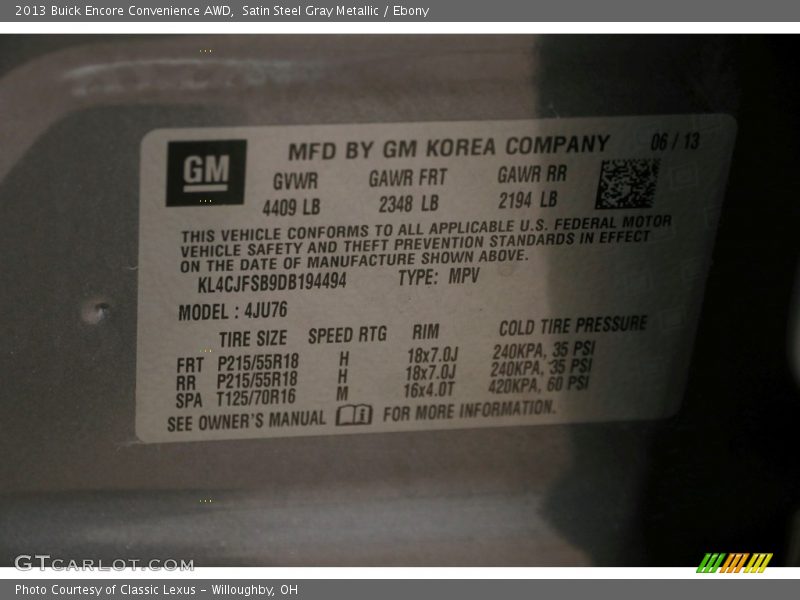 2013 Buick Encore Convenience AWD, Satin Steel Gray Metallic / Ebony
GM
MFD BY GM KOREA COMPANY 06 / 13
GVWR GAWR FRT GAWR RR
4409 LB 2348 LB 2194 LB
THIS VEHICLE CONFORMS TO ALL APPLICABLE U.S. FEDERAL MOTOR
VEHICLE SAFETY AND THEFT PREVENTION STANDARDS IN EFFECT
ON THE DATE OF MANUFACTURE SHOWN ABOVE.
KL4CJFSB9DB194494 TYPE: MPV
MODEL : 4JU76
TIRE SIZE SPEED RTG RIM COLD TIRE PRESSURE
FRT P215/55R18 H 18x7.0J 240KPA, 35 PSI
RR P215/55R18 H 18x7.0J 240KPA, 35 PSI
SPA T125/70R16 M 16x4.0T 420KPA, 60 PSI
SEE OWNER'S MANUAL FOR MORE INFORMATION.
GTCARLOT.COM
Photo Courtesy of Classic Lexus - Willoughby, OH